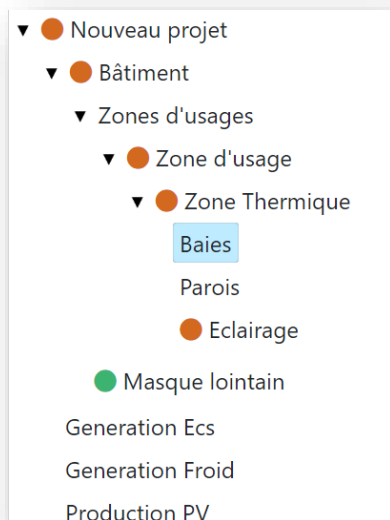 Nouveau projet
Bâtiment
Zones d'usages
Zone d'usage
Zone Thermique
Baies
Parois
Eclairage
Masque lointain
Generation Ecs
Generation Froid
Production PV